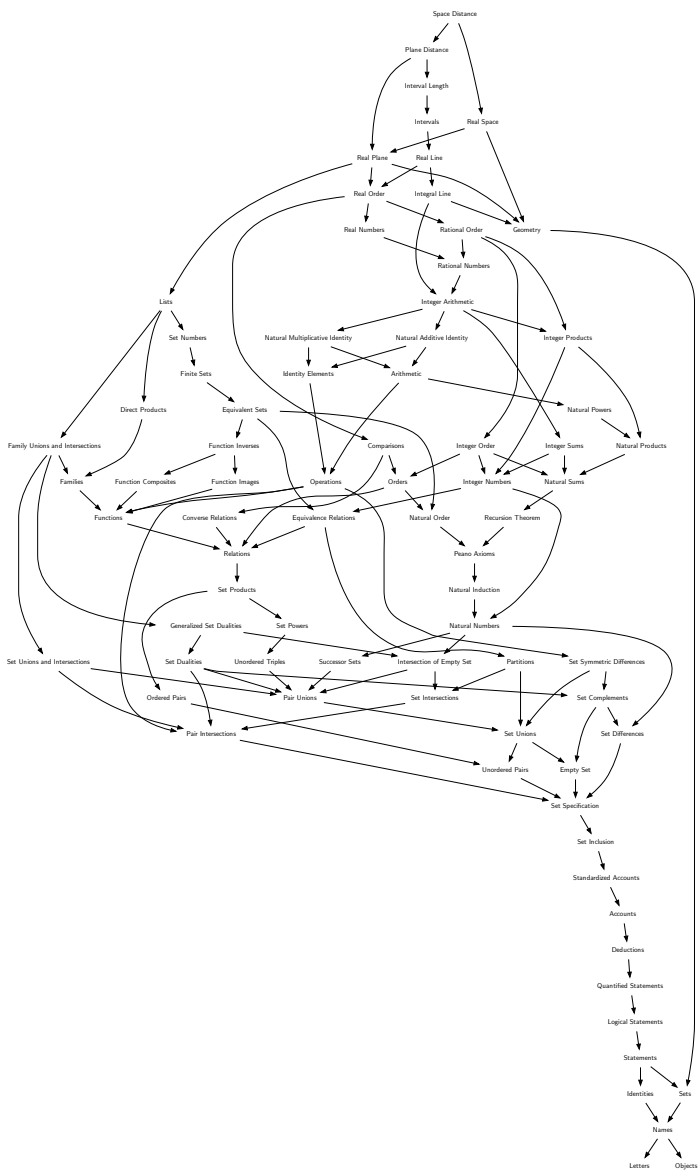 Space Distance
Plane Distance
Interval Length
Intervals
Real Space
Real Plane
Real Line
Real Order
Integral Line
Real Numbers
Rational Order
Geometry
Rational Numbers
Lists
Integer Arithmetic
Set Numbers
Natural Multiplicative Identity
Natural Additive Identity
Integer Products
Finite Sets
Identity Elements
Arithmetic
Direct Products
Equivalent Sets
Natural Powers
Family Unions and Intersections
Function Inverses
Comparisons
Integer Order
Integer Sums
Natural Products
Families
Function Composites
Function Images
Operations
Orders
Integer Numbers
Natural Sums
Functions
Converse Relations
Equivalence Relations
Natural Order
Recursion Theorem
Relations
Peano Axioms
Set Products
Natural Induction
Generalized Set Dualities
Set Powers
Natural Numbers
Set Unions and Intersections
Set Dualities
Unordered Triples
Successor Sets
Intersection of Empty Set
Partitions
Set Symmetric Differences
Ordered Pairs
Pair Unions
Set Intersections
Set Complements
Pair Intersections
Set Unions
Set Differences
Unordered Pairs
Empty Set
Set Specification
Set Inclusion
Standardized Accounts
Accounts
Deductions
Quantified Statements
Logical Statements
Statements
Identities
Sets
Names
Letters
Objects